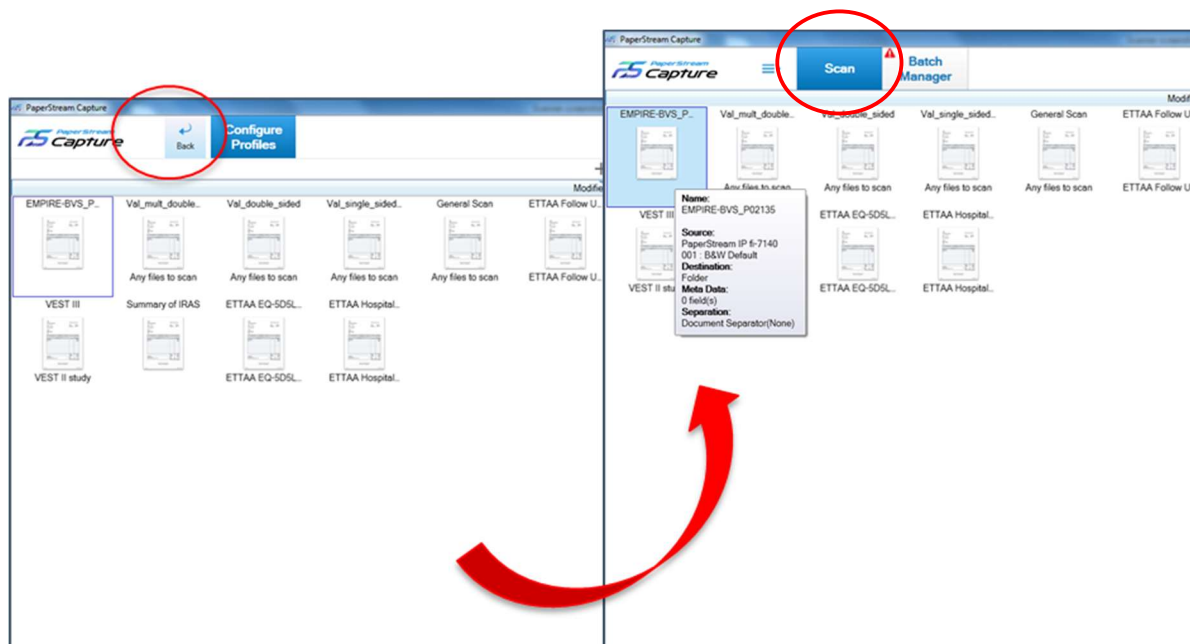 PaperStream Capture
PaperStream
Capture
Back
Configure
Profiles
Modifie
EMPIRE-BVS_P..
Val_mult_double..
Val_double_sided
Val_single_sided..
General Scan
ETTAA Follow U..
Any files to scan
Any files to scan
Any files to scan
Any files to scan
ETTAA Follow U..
VEST III
Summary of IRAS
ETTAA EQ-5D5L..
ETTAA Hospital..
VEST II study
ETTAA EQ-5D5L..
ETTAA Hospital..
PaperStream Capture
PaperStream
Capture
Scan
Batch
Manager
Modif
EMPIRE-BVS_P..
Val_mult_double..
Val_double_sided
Val_single_sided..
General Scan
ETTAA Follow U
Any files to scan
Any files to scan
Any files to scan
Any files to scan
ETTAA Follow U
VEST III
ETTAA EQ-5D5L..
ETTAA Hospital..
VEST II stu
ETTAA EQ-5D5L..
ETTAA Hospital..
Name:
EMPIRE-BVS_P02135
Source:
PaperStream IP fi-7140
001 : B&W Default
Destination:
Folder
Meta Data:
0 field(s)
Separation:
Document Separator(None)